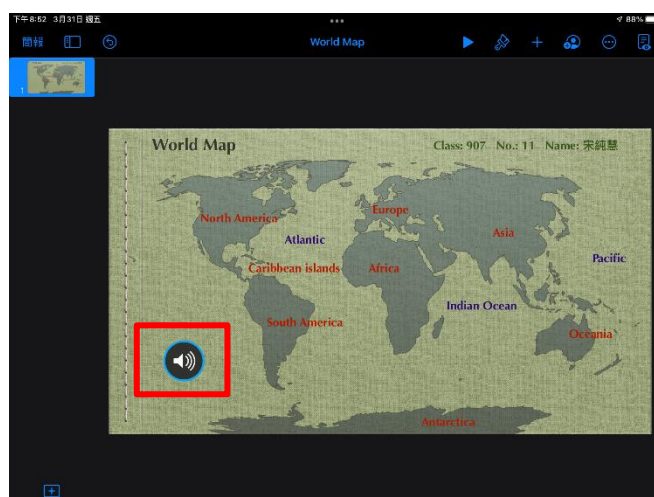 下午8:52 3月31日 週五
88%
簡報
World Map
1
World Map
Class: 907 No.: 11 Name: 宋純慧
North America
Europe
Asia
Atlantic
Pacific
Caribbean islands
Africa
Indian Ocean
South America
Oceania
Antarctica